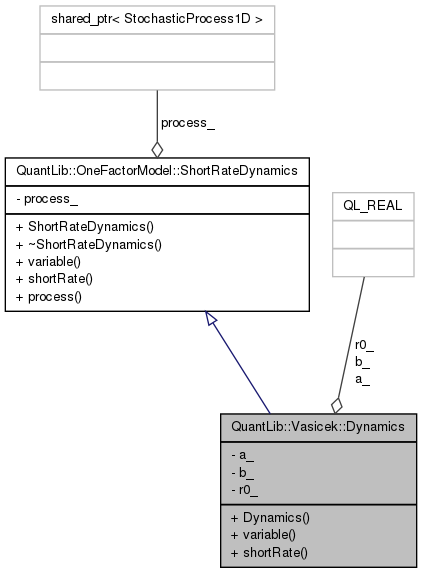 shared_ptr< StochasticProcess1D >
process_
QuantLib::OneFactorModel::ShortRateDynamics
- process_
+ ShortRateDynamics()
+ ~ShortRateDynamics()
+ variable()
+ shortRate()
+ process()
QL_REAL
r0_
b_
a_
QuantLib::Vasicek::Dynamics
- a_
- b_
- r0_
+ Dynamics()
+ variable()
+ shortRate()